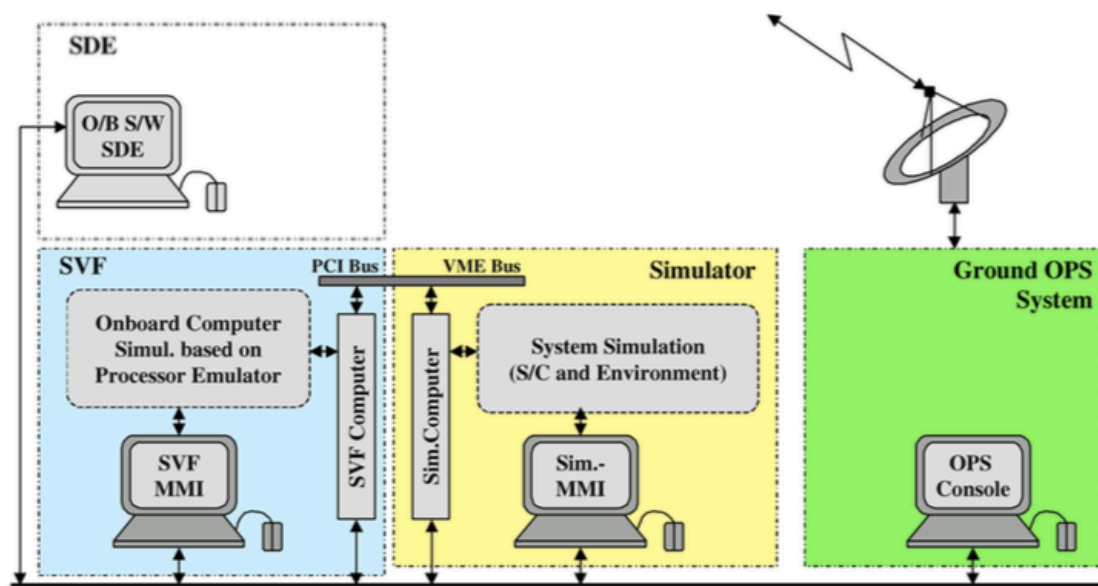 SDE
O/B S/W
SDE
SVF
PCI Bus
VME Bus
Simulator
Ground OPS
System
Onboard Computer
Simul. based on
Processor Emulator
SVF Computer
Sim.Computer
System Simulation
(S/C and Environment)
SVF
MMI
Sim.-
MMI
OPS
Console